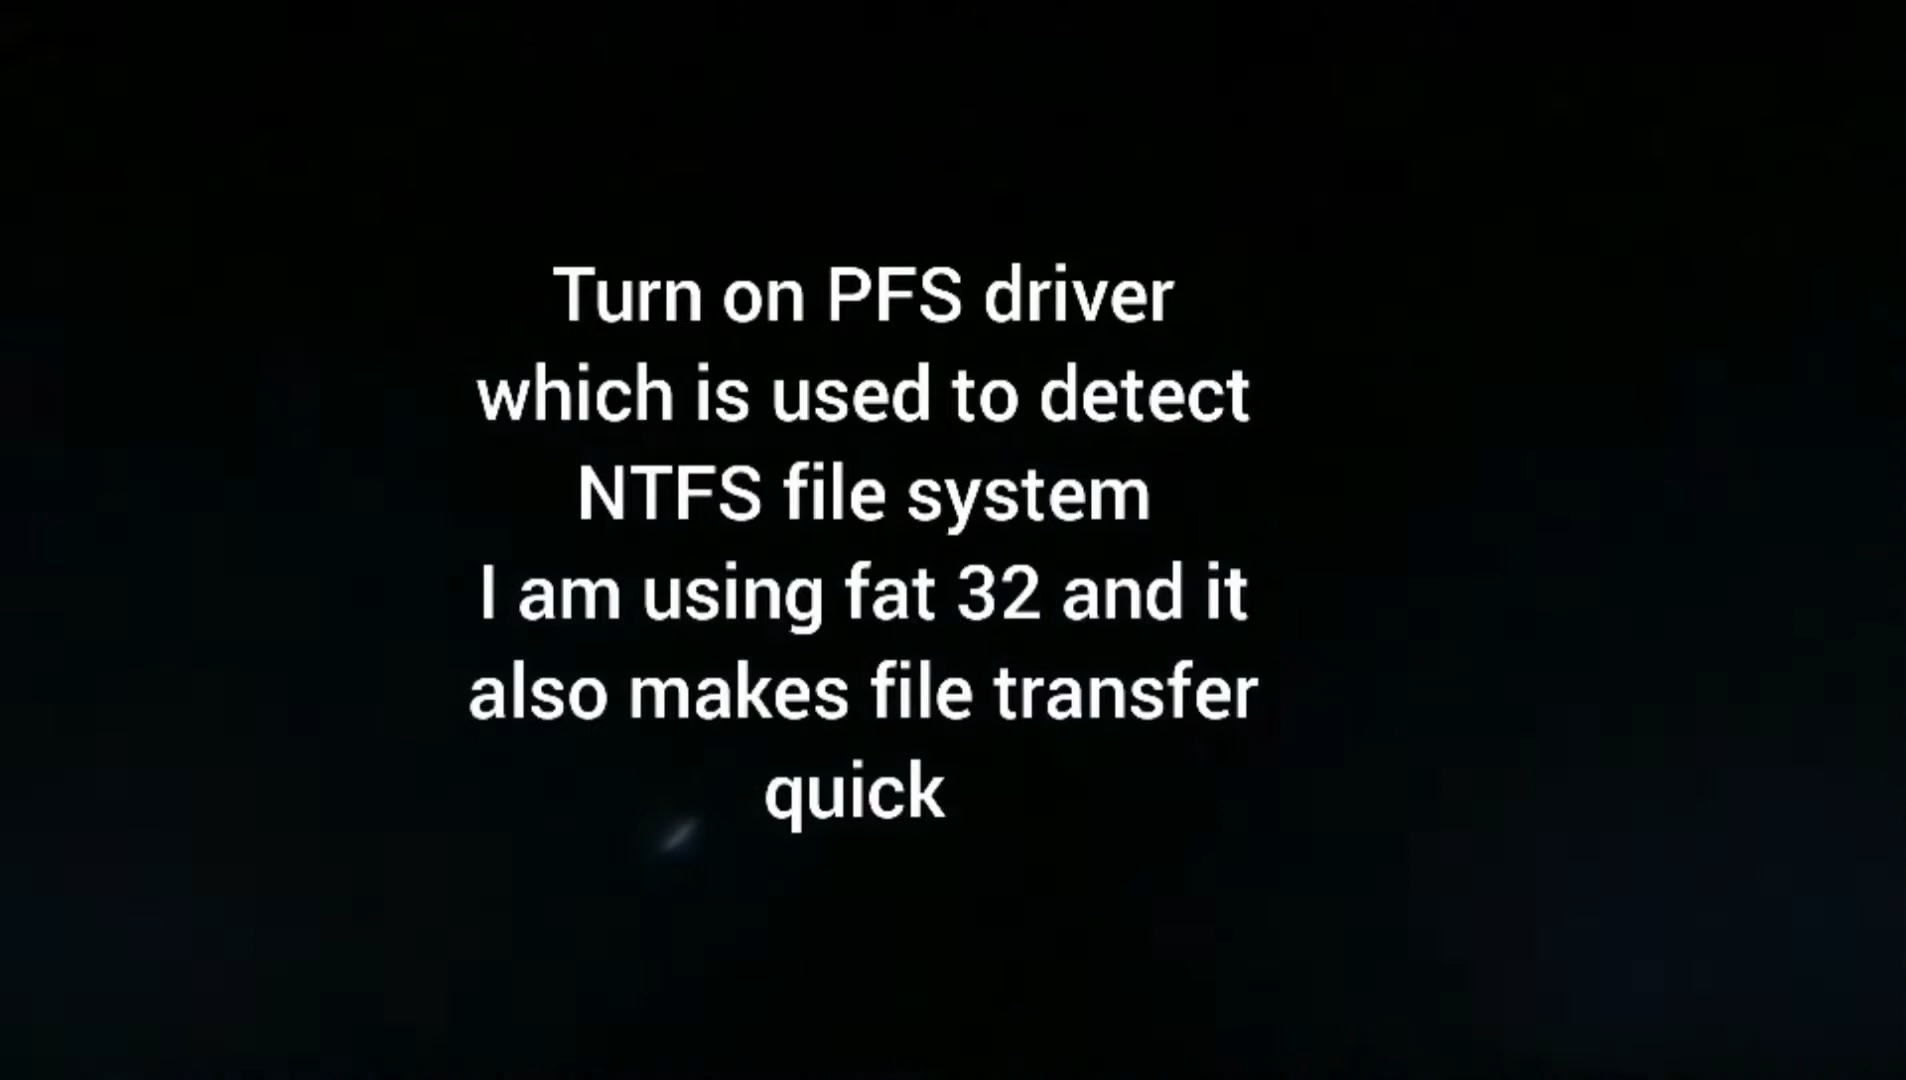 Turn on PFS driver
which is used to detect
NTFS file system
I am using fat 32 and it
also makes file transfer
quick